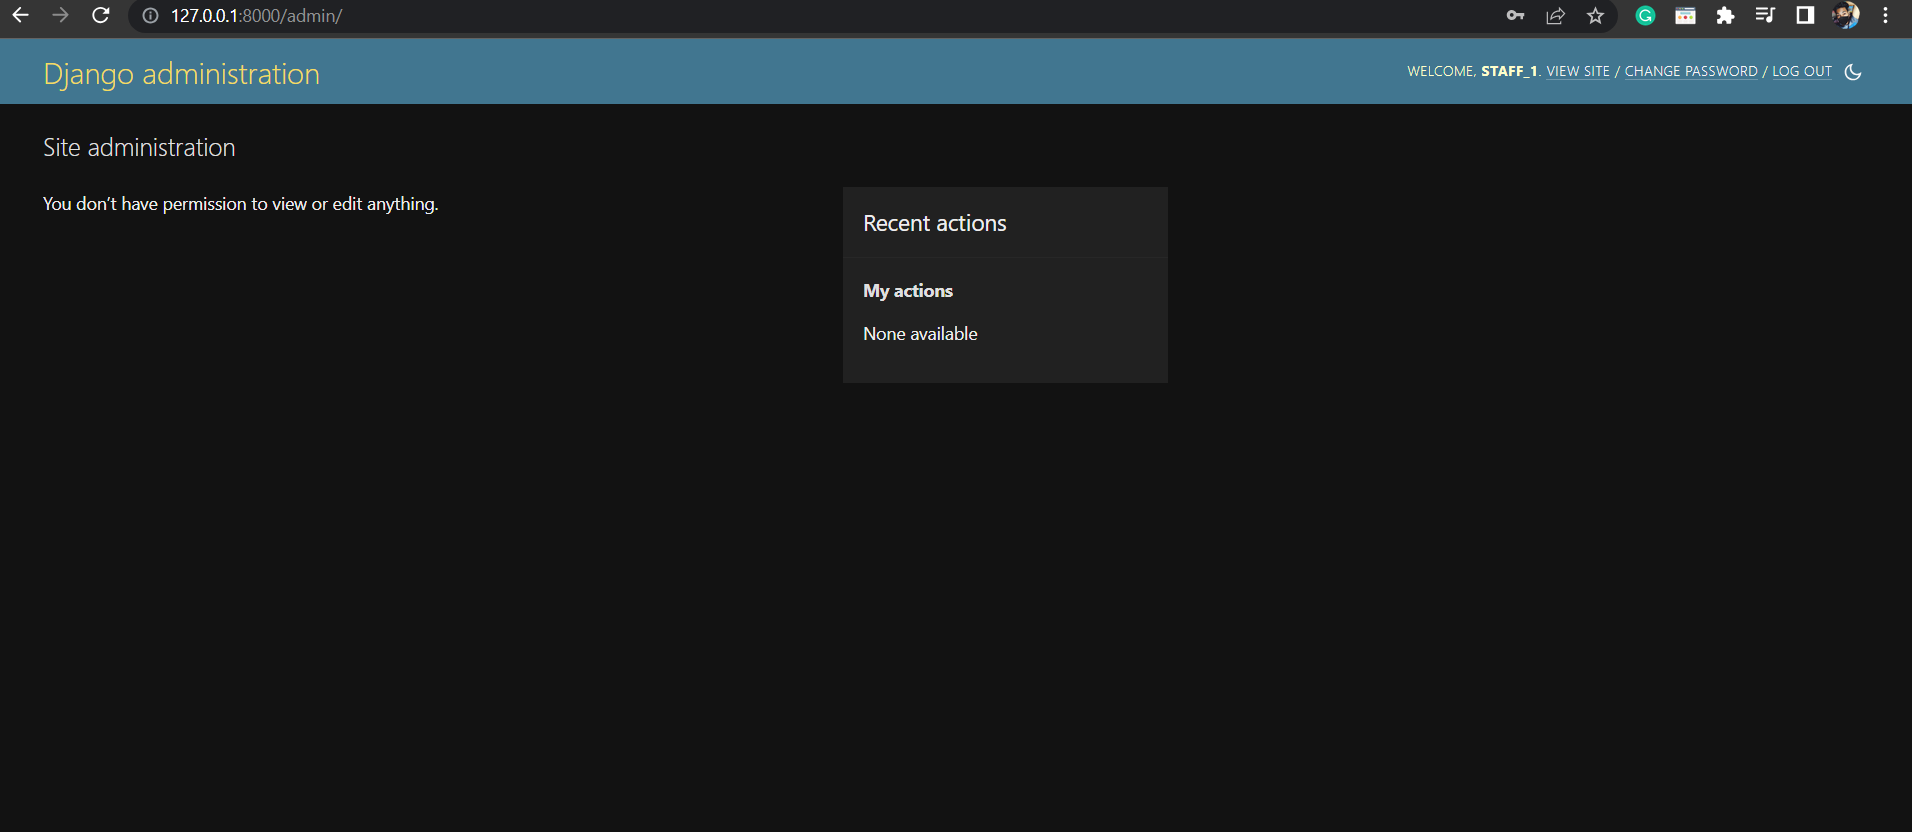 127.0.0.1:8000/admin/
Django administration
WELCOME, STAFF_1. VIEW SITE / CHANGE PASSWORD / LOG OUT
Site administration
You don’t have permission to view or edit anything.
Recent actions
My actions
None available